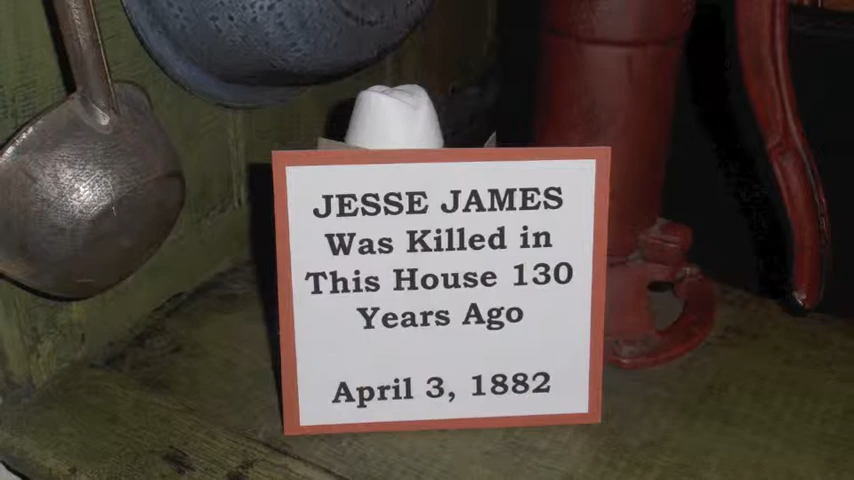 JESSE JAMES
Was Killed in
This House 130
Years Ago
April 3, 1882